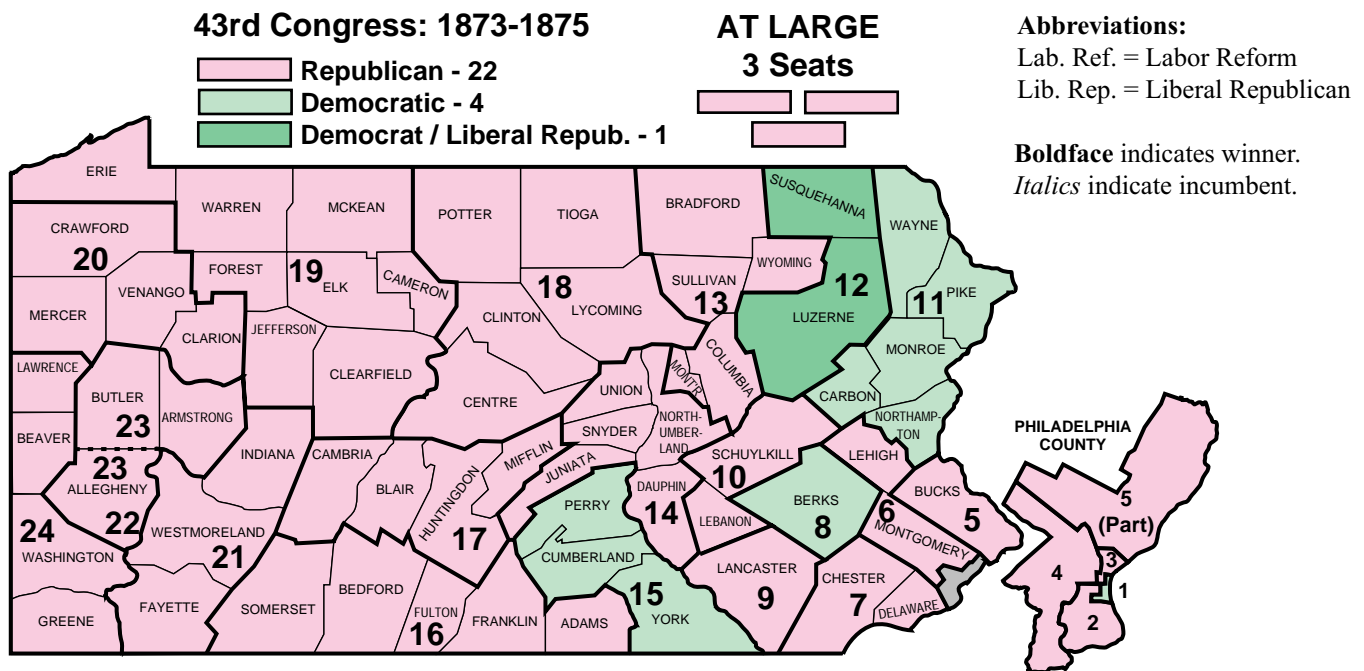 43rd Congress: 1873-1875
Republican - 22
Democratic - 4
Democrat / Liberal Repub. - 1
AT LARGE
3 Seats
Abbreviations:
Lab. Ref. = Labor Reform
Lib. Rep. = Liberal Republican
Boldface indicates winner.
Italics indicate incumbent.
ERIE
CRAWFORD
20
MERCER
VENANGO
WARREN
MCKEAN
FOREST
19
ELK
CAMERON
POTTER
TIOGA
BRADFORD
SUSQUEHANNA
WAYNE
WYOMING
SULLIVAN
13
12
LUZERNE
11
PIKE
MONROE
CARBON
NORTHAMP-
TON
18
LYCOMING
CLINTON
COLUMBIA
MONTR.
CLARION
JEFFERSON
CLEARFIELD
CENTRE
UNION
SNYDER
NORTH-
UMBER-
LAND
LAWRENCE
BUTLER
23
ARMSTRONG
BEAVER
23
ALLEGHENY
22
INDIANA
CAMBRIA
BLAIR
HUNTINGDON
MIFFLIN
JUNIATA
17
SCHUYLKILL
10
LEHIGH
BUCKS
5
PERRY
DAUPHIN
14
LEBANON
BERKS
8
6
MONTGOMERY
24
WASHINGTON
WESTMORELAND
21
CUMBERLAND
15
YORK
LANCASTER
9
CHESTER
7
DELAWARE
GREENE
FAYETTE
SOMERSET
BEDFORD
FULTON
16
FRANKLIN
ADAMS
PHILADELPHIA
COUNTY
5
(Part)
3
4
1
2